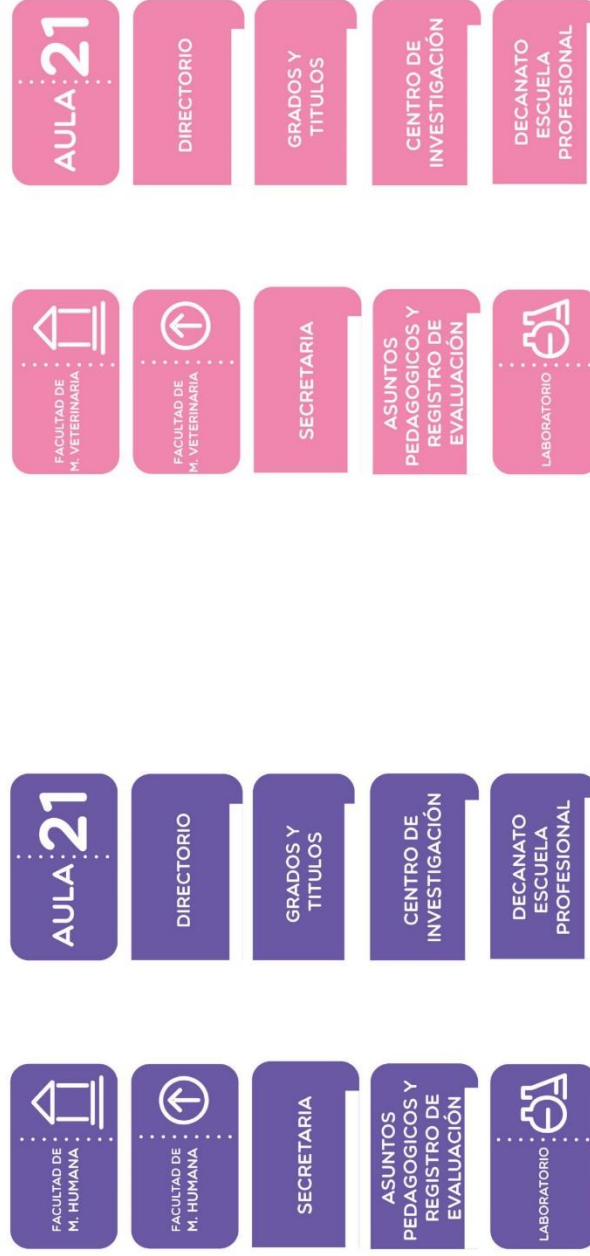 FACULTAD DE
M. HUMANA
FACULTAD DE
M. HUMANA
SECRETARIA
ASUNTOS
PEDAGOGICOS Y
REGISTRO DE
EVALUACIÓN
LABORATORIO
AULA 21
DIRECTORIO
GRADOS Y
TITULOS
CENTRO DE
INVESTIGACIÓN
DECANATO
ESCUELA
PROFESIONAL
FACULTAD DE
M. VETERINARIA
FACULTAD DE
M. VETERINARIA
SECRETARIA
ASUNTOS
PEDAGOGICOS Y
REGISTRO DE
EVALUACIÓN
LABORATORIO
AULA 21
DIRECTORIO
GRADOS Y
TITULOS
CENTRO DE
INVESTIGACIÓN
DECANATO
ESCUELA
PROFESIONAL